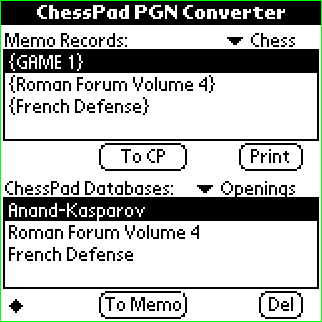 ChessPad PGN Converter
Memo Records: Chess
{GAME 1}
{Roman Forum Volume 4}
{French Defense}
To CP Print
ChessPad Databases: Openings
Anand-Kasparov
Roman Forum Volume 4
French Defense
To Memo Del